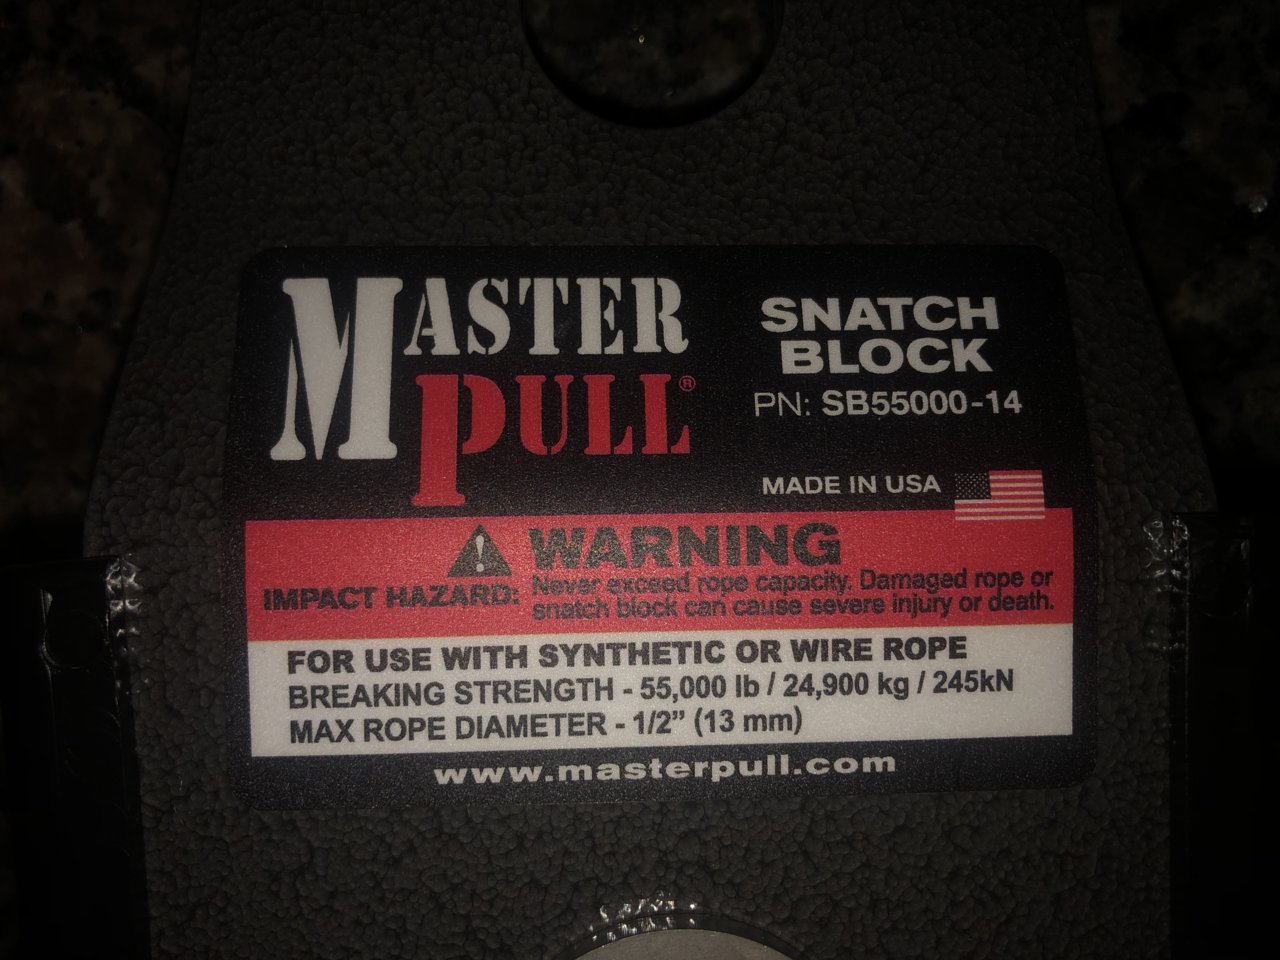 MASTER
PULL®
SNATCH
BLOCK
PN: SB55000-14
MADE IN USA
WARNING
IMPACT HAZARD: Never exceed rope capacity. Damaged rope or
snatch block can cause severe injury or death.
FOR USE WITH SYNTHETIC OR WIRE ROPE
BREAKING STRENGTH - 55,000 lb / 24,900 kg / 245kN
MAX ROPE DIAMETER - 1/2” (13 mm)
www.masterpull.com